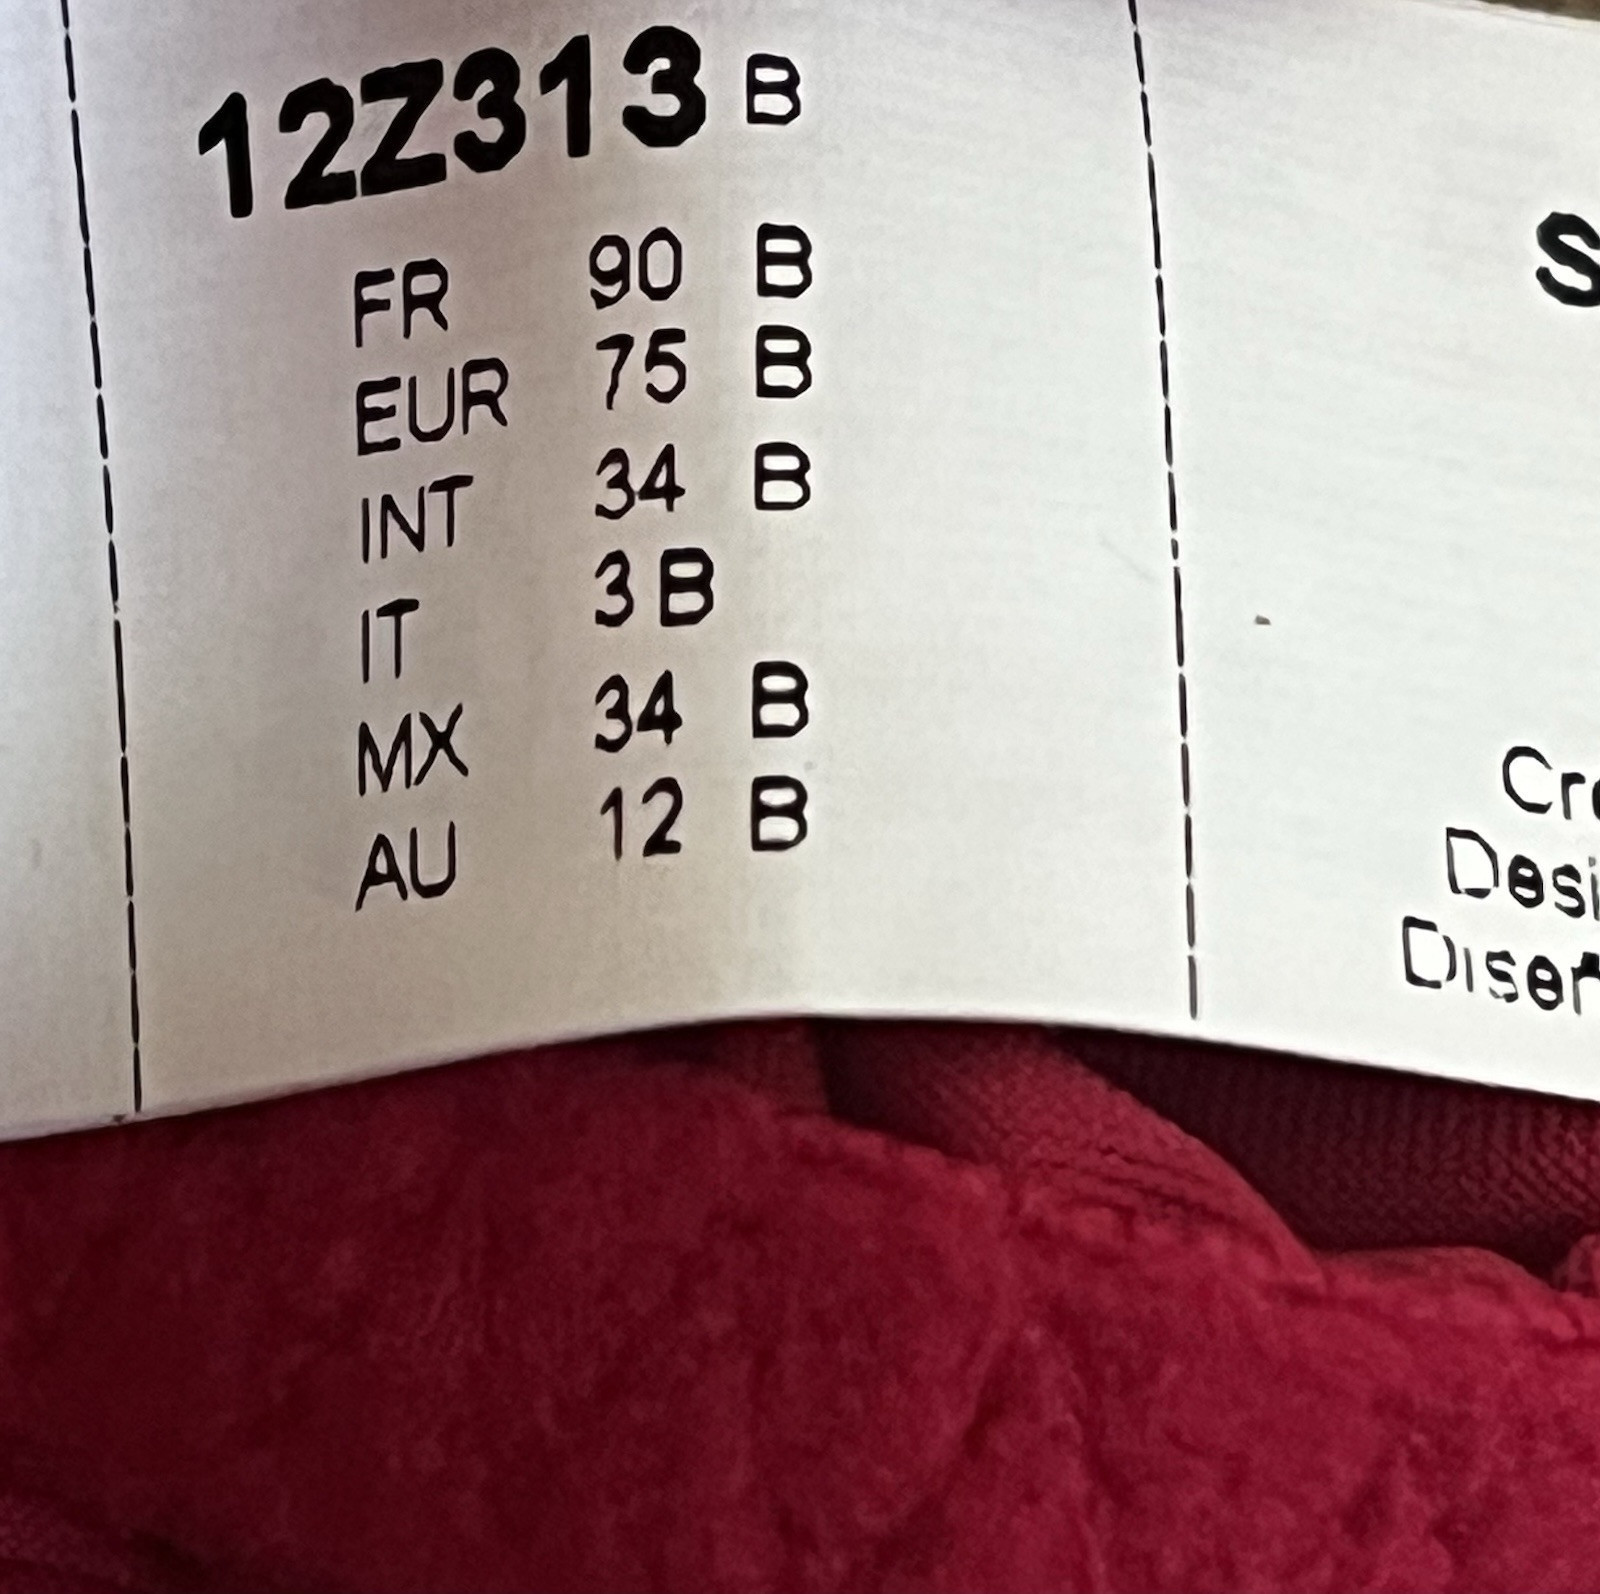 12Z313 B
FR 90 B
EUR 75 B
INT 34 B
IT 3 B
MX 34 B
AU 12 B